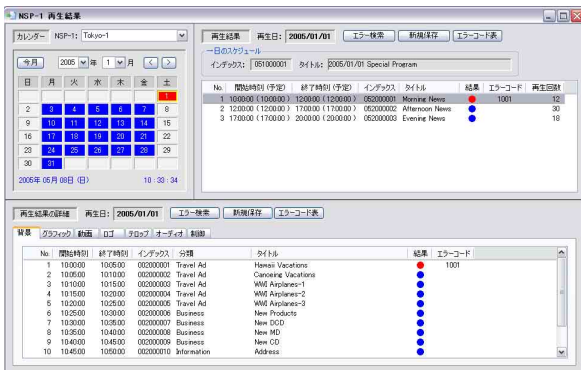 NSP-1 再生結果
カレンダー NSP-1: Tokyo-1
今月 2005 年 1 月 < >
日 月 火 水 木 金 土
1
2 3 4 5 6 7 8
9 10 11 12 13 14 15
16 17 18 19 20 21 22
23 24 25 26 27 28 29
30 31
2005年 05月 08日 (日) 10 : 33 : 34
再生結果 再生日: 2005/01/01 エラー検索 新規保存 エラーコード表
一日のスケジュール
インデックス: 051000001 タイトル: 2005/01/01 Special Program
No. 開始時刻 (予定) 終了時刻 (予定) インデックス タイトル 結果 エラーコード 再生回数
1 10:00:00 (10:00:00) 12:00:00 (12:00:00) 052000001 Morning News 1001 12
2 12:00:00 (12:00:00) 17:00:00 (17:00:00) 052000002 Afternoon News 30
3 17:00:00 (17:00:00) 20:00:00 (20:00:00) 052000003 Evening News 18
再生結果の詳細 再生日: 2005/01/01 エラー検索 新規保存 エラーコード表
背景 グラフィック 動画 ロゴ テロップ オーディオ 制御
No. 開始時刻 終了時刻 インデックス 分類 タイトル 結果 エラーコード
1 10:00:00 10:05:00 002000001 Travel Ad Hawaii Vacations 1001
2 10:05:00 10:10:00 002000002 Travel Ad Canoeing Vacations
3 10:10:00 10:15:00 002000003 Travel Ad WWI Airplanes-1
4 10:15:00 10:20:00 002000004 Travel Ad WWI Airplanes-2
5 10:20:00 10:25:00 002000005 Travel Ad WWI Airplanes-3
6 10:25:00 10:30:00 002000006 Business New Products
7 10:30:00 10:35:00 002000007 Business New DCD
8 10:35:00 10:40:00 002000008 Business New MD
9 10:40:00 10:45:00 002000009 Business New CD
10 10:45:00 10:50:00 002000010 Information Address